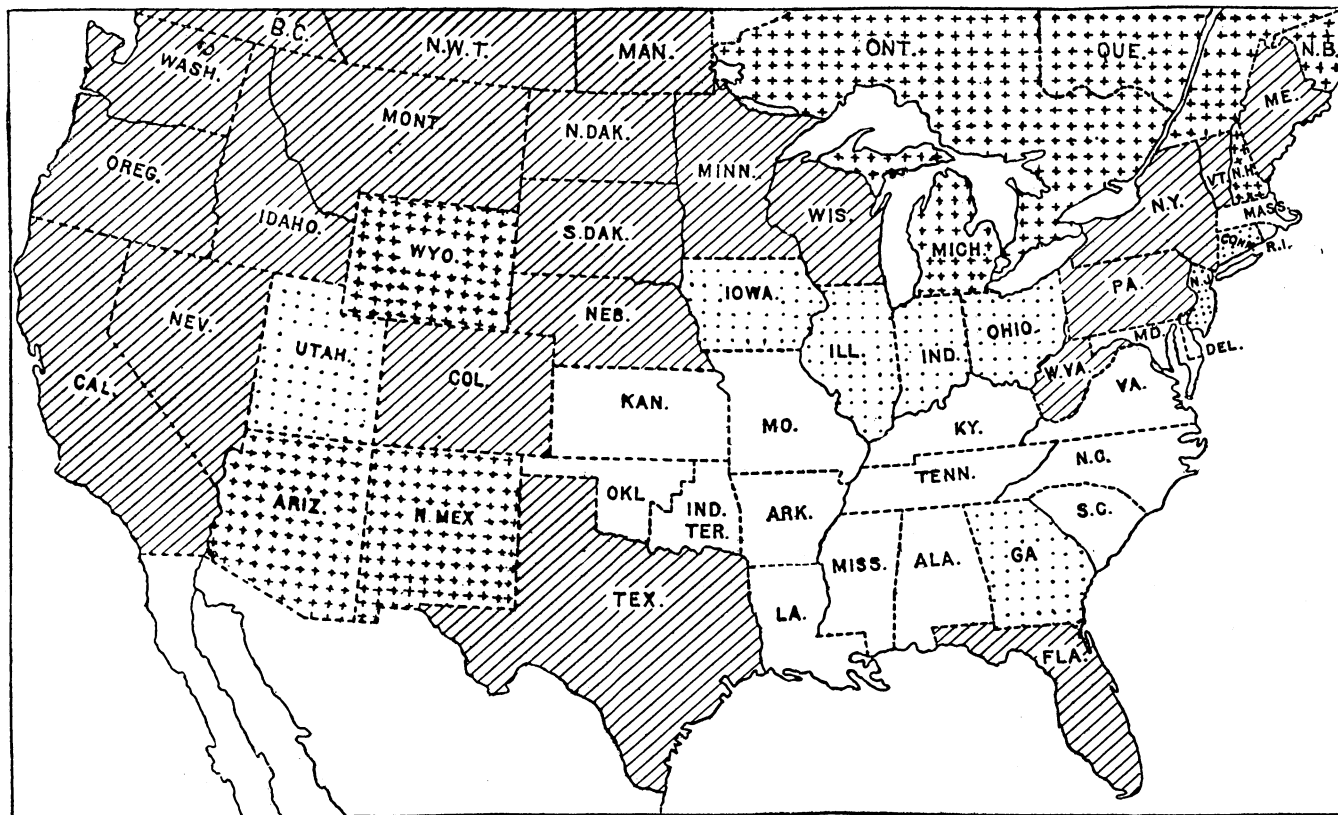 B.C.
N.W.T.
MAN.
ONT.
QUE.
N.B.
WASH.
MONT
N.DAK.
MINN.
ME.
OREG.
IDAHO.
WYO.
S.DAK.
WIS.
MICH.
N.Y.
VT.
N.H.
MASS.
CONN.
R.I.
NEV.
UTAH.
NEB.
IOWA.
ILL.
IND.
OHIO.
PA.
N.J.
MD.
DEL.
CAL.
COL.
KAN.
MO.
KY.
W.VA.
VA.
ARIZ.
N.MEX
OKL.
IND.
TER.
ARK.
TENN.
N.C.
S.C.
TEX.
LA.
MISS.
ALA.
GA
FLA.